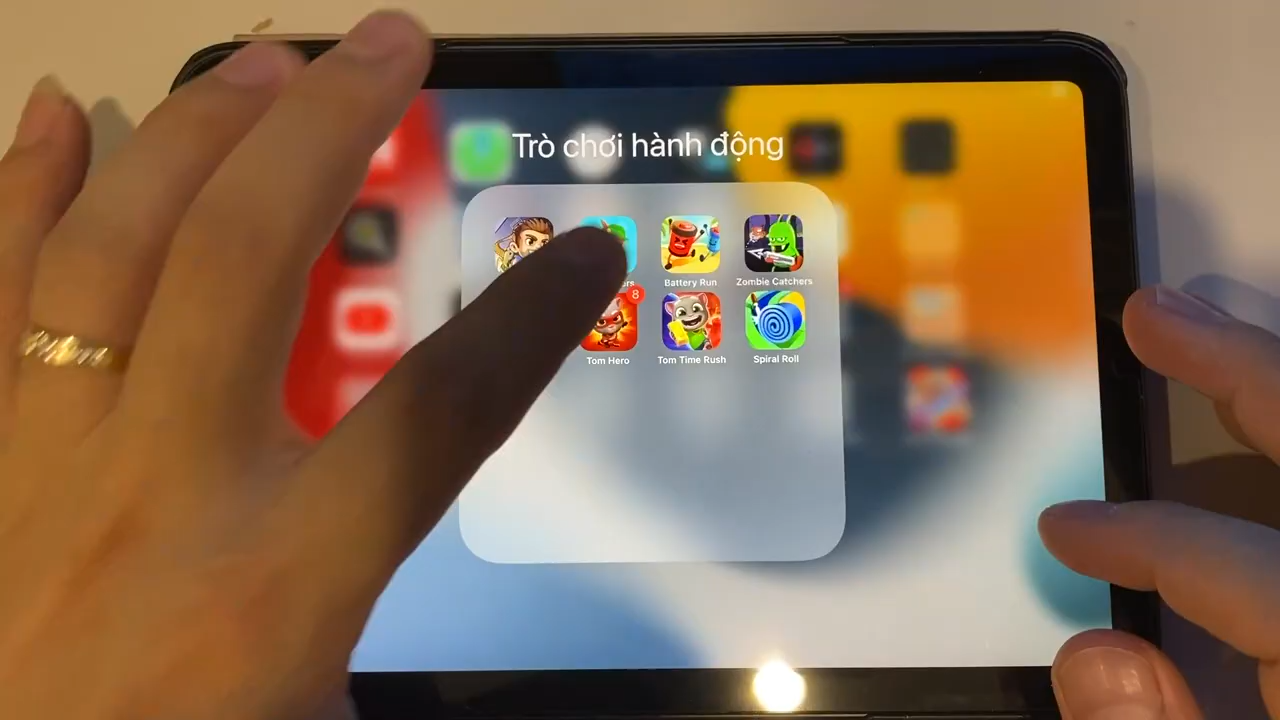 Trò chơi hành động
Battery Run
Zombie Catchers
8
Tom Hero
Tom Time Rush
Spiral Roll